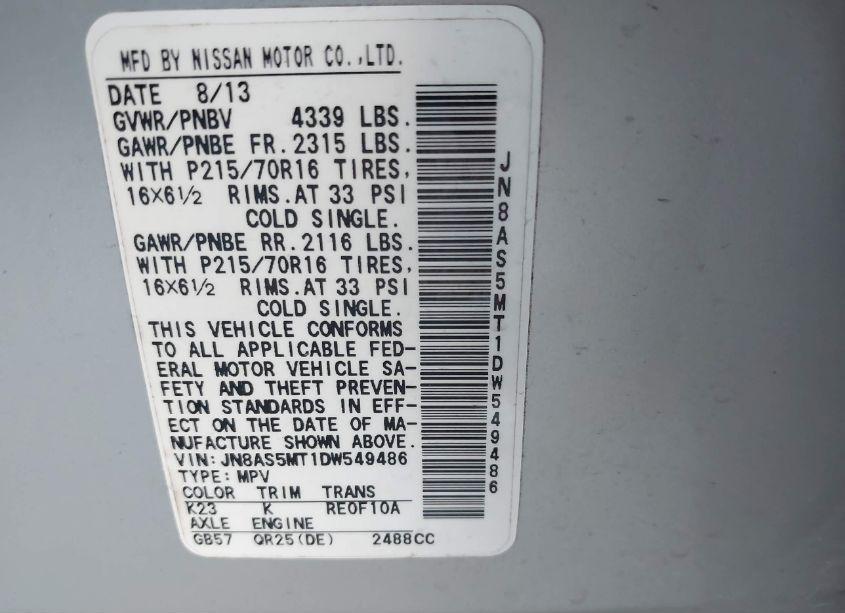 MFD BY NISSAN MOTOR CO.,LTD.
DATE 8/13
GVWR/PNBV 4339 LBS.
GAWR/PNBE FR.2315 LBS.
WITH P215/70R16 TIRES,
16X6½ RIMS.AT 33 PSI
COLD SINGLE.
GAWR/PNBE RR.2116 LBS.
WITH P215/70R16 TIRES,
16X6½ RIMS.AT 33 PSI
COLD SINGLE.
THIS VEHICLE CONFORMS
TO ALL APPLICABLE FED-
ERAL MOTOR VEHICLE SA-
FETY AND THEFT PREVEN-
TION STANDARDS IN EFF-
ECT ON THE DATE OF MA-
NUFACTURE SHOWN ABOVE.
VIN:JN8AS5MT1DW549486
TYPE:MPV
COLOR TRIM TRANS
K23 K RE0F10A
AXLE ENGINE
GB57 QR25(DE) 2488CC
JN8AS5MT1DW549486